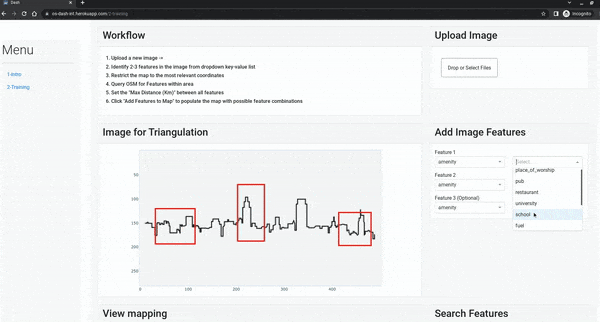 Dash
os-dash-int.herokuapp.com/2-training
Incognito
Menu
1-Intro
2-Training
Workflow
1. Upload a new image ->
2. Identify 2-3 features in the image from dropdown key-value list
3. Restrict the map to the most relevant coordinates
4. Query OSM for Features within area
5. Set the "Max Distance (Km)" between all features
6. Click "Add Features to Map" to populate the map with possible feature combinations
Upload Image
Drop or Select Files
Image for Triangulation
50
100
150
200
250
0
100
200
300
400
Add Image Features
Feature 1
amenity
Select...
place_of_worship
pub
restaurant
university
school
fuel
Feature 2
amenity
Feature 3 (Optional)
amenity
View mapping
Search Features